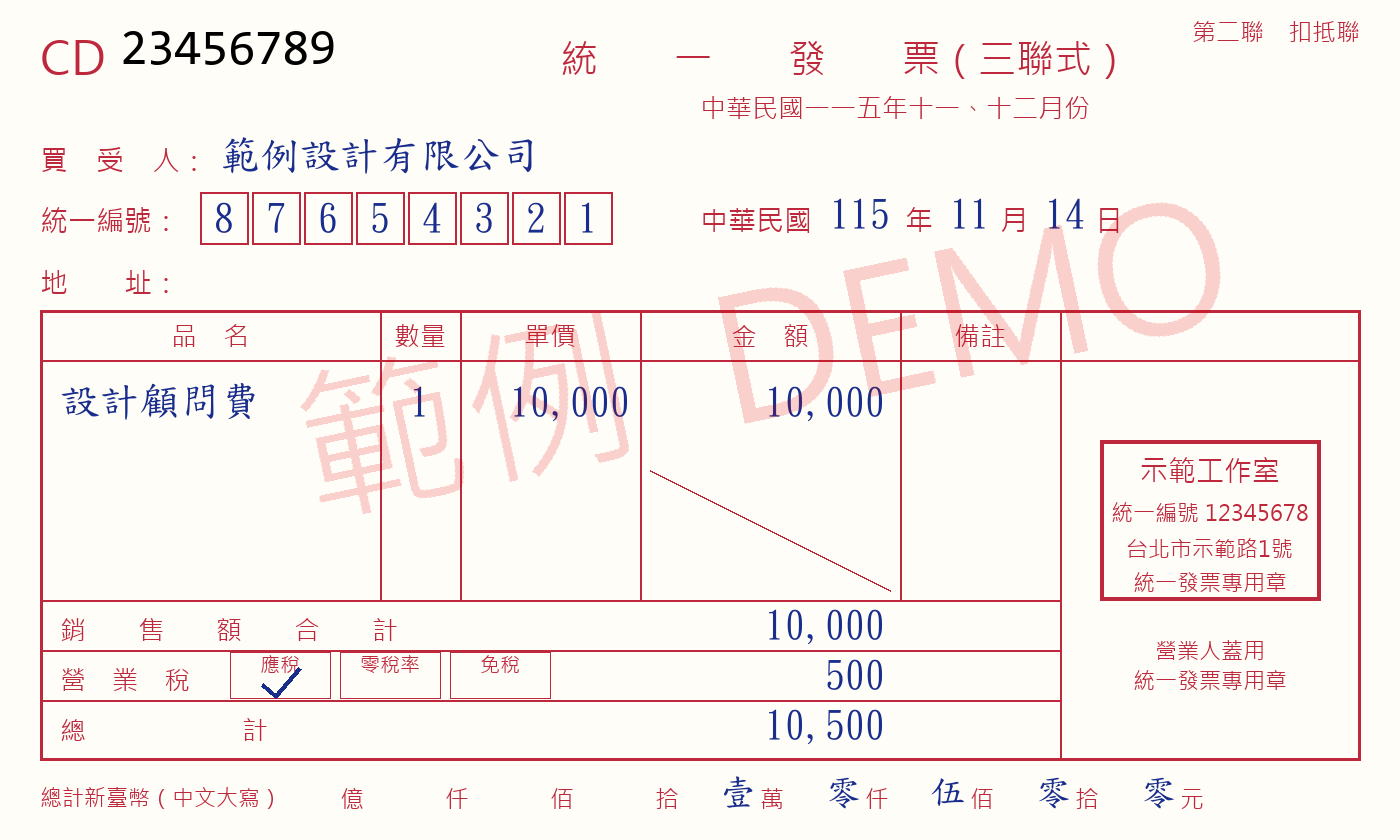 CD 23456789
統一發票(三聯式)
第二聯 扣抵聯
中華民國一一五年十一、十二月份
買受人：範例設計有限公司
統一編號：87654321
中華民國 115 年 11 月 14 日
地址：
品名 數量 單價 金額 備註
設計顧問費 1 10,000 10,000
範例 DEMO
示範工作室
統一編號 12345678
台北市示範路1號
統一發票專用章
銷售額合計 10,000
營業稅 應稅 零稅率 免稅 500
總計 10,500
營業人蓋用
統一發票專用章
總計新臺幣(中文大寫) 億 仟 佰 拾 壹萬 零仟 伍佰 零拾 零元